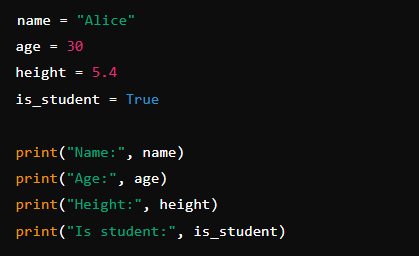 name = "Alice"
age = 30
height = 5.4
is_student = True
print("Name:", name)
print("Age:", age)
print("Height:", height)
print("Is student:", is_student)